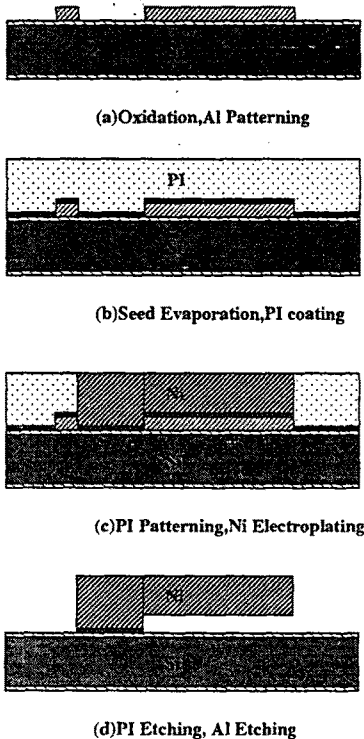 (a)Oxidation,Al Patterning
PI
(b)Seed Evaporation,PI coating
Ni
(c)PI Patterning,Ni Electroplating
Ni
(d)PI Etching, Al Etching